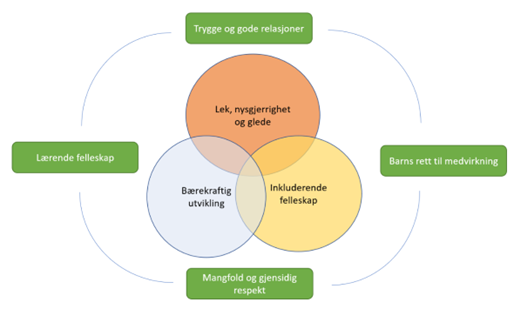 Trygge og gode relasjoner
Lek, nysgjerrighet
og glede
Lærende felleskap
Barns rett til medvirkning
Bærekraftig
utvikling
Inkluderende
felleskap
Mangfold og gjensidig
respekt